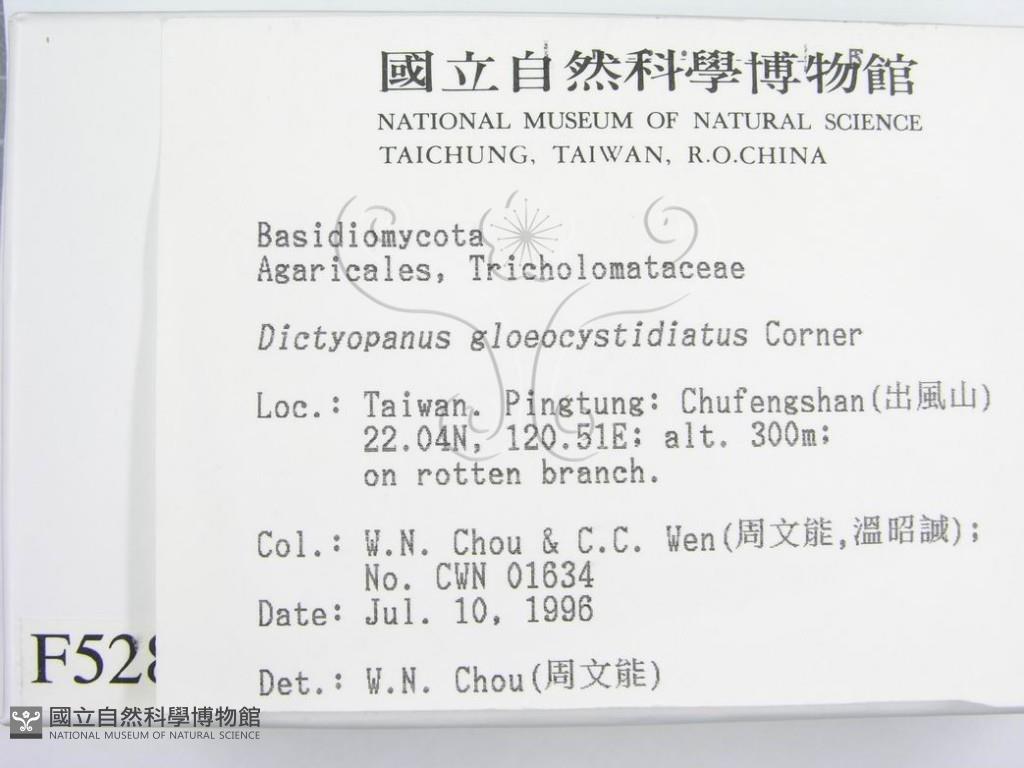 國立自然科學博物館
NATIONAL MUSEUM OF NATURAL SCIENCE
TAICHUNG, TAIWAN, R.O.CHINA
Basidiomycota
Agaricales, Tricholomataceae
Dictyopanus gloeocystidiatus Corner
Loc.: Taiwan. Pingtung: Chufengshan(出風山)
22.04N, 120.51E; alt. 300m;
on rotten branch.
Col.: W.N. Chou & C.C. Wen(周文能,溫昭誠);
No. CWN 01634
Date: Jul. 10, 1996
Det.: W.N. Chou(周文能)
F528
國立自然科學博物館
NATIONAL MUSEUM OF NATURAL SCIENCE